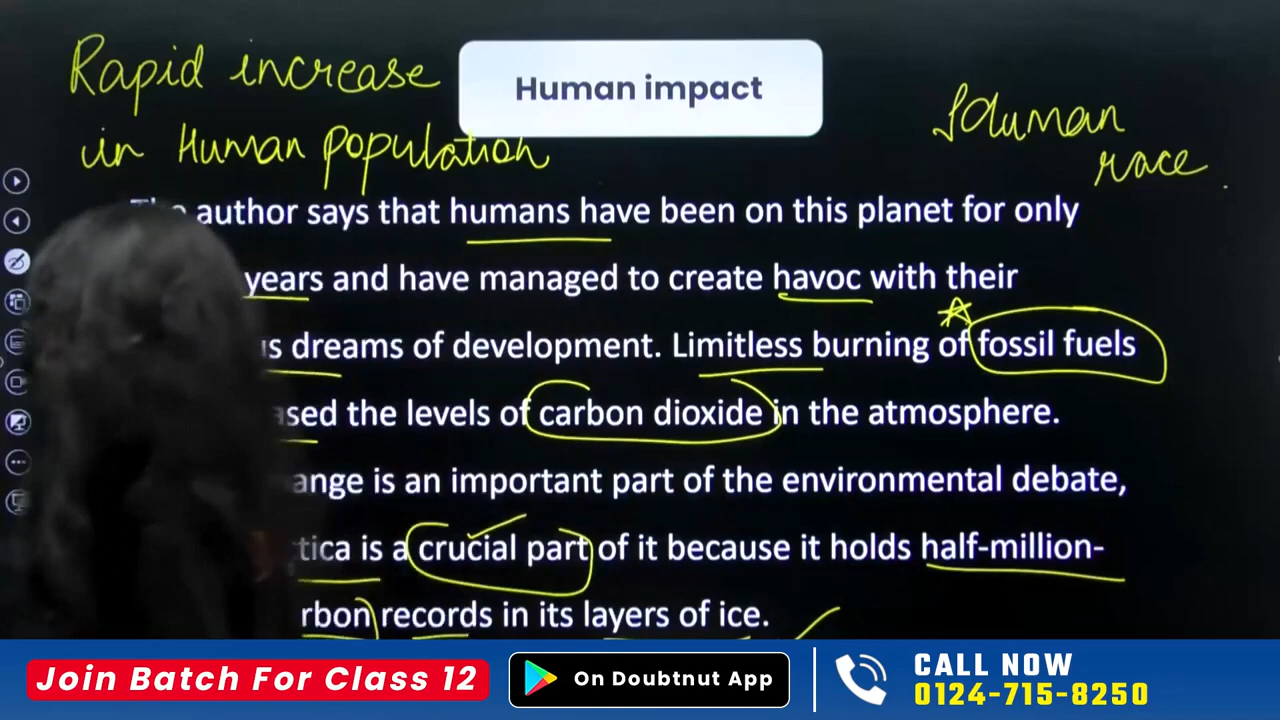 Rapid increase
in Human population
Human impact
Human
race
The author says that humans have been on this planet for only
years and have managed to create havoc with their
us dreams of development. Limitless burning of fossil fuels
ased the levels of carbon dioxide in the atmosphere.
ange is an important part of the environmental debate,
tica is a crucial part of it because it holds half-million-
rbon records in its layers of ice.
Join Batch For Class 12
On Doubtnut App
CALL NOW
0124-715-8250